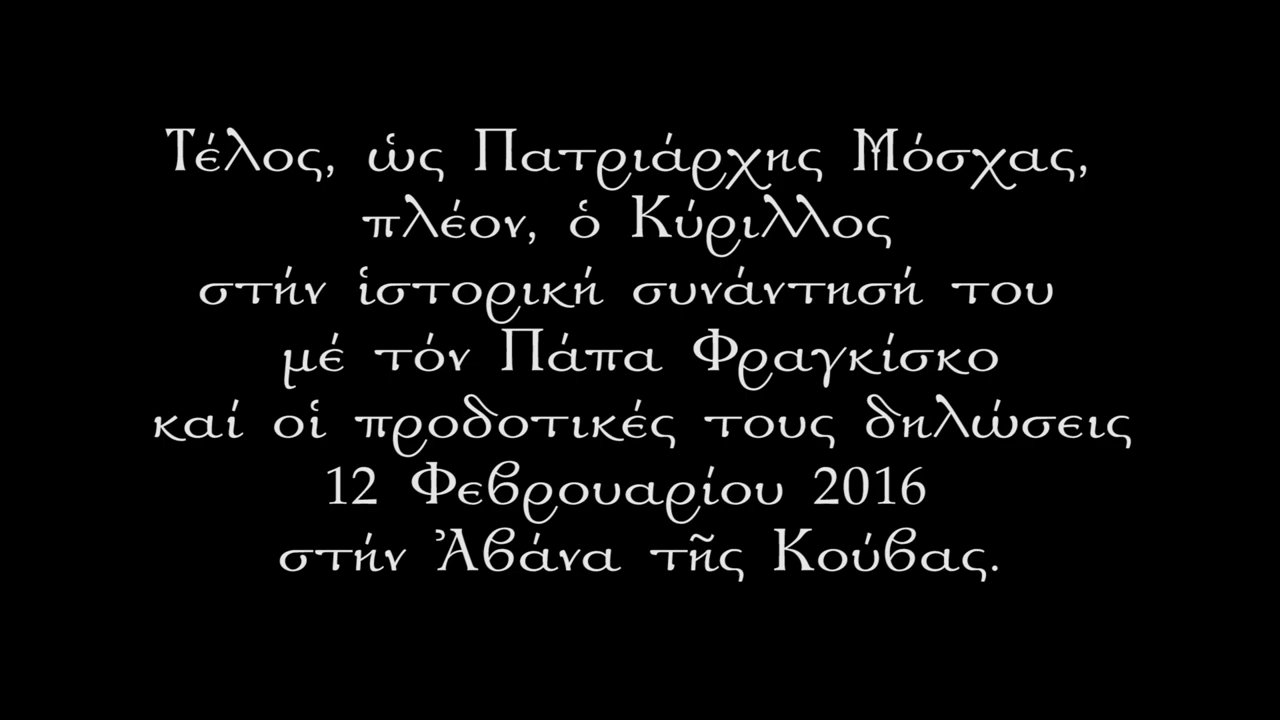 Τέλος, ὡς Πατριάρχης Μόσχας,
πλέον, ὁ Κύριλλος
στήν ἱστορική συνάντησή του
μέ τόν Πάπα Φραγκίσκο
καί οἱ προδοτικές τους δηλώσεις
12 Φεβρουαρίου 2016
στήν Ἀβάνα τῆς Κούβας.